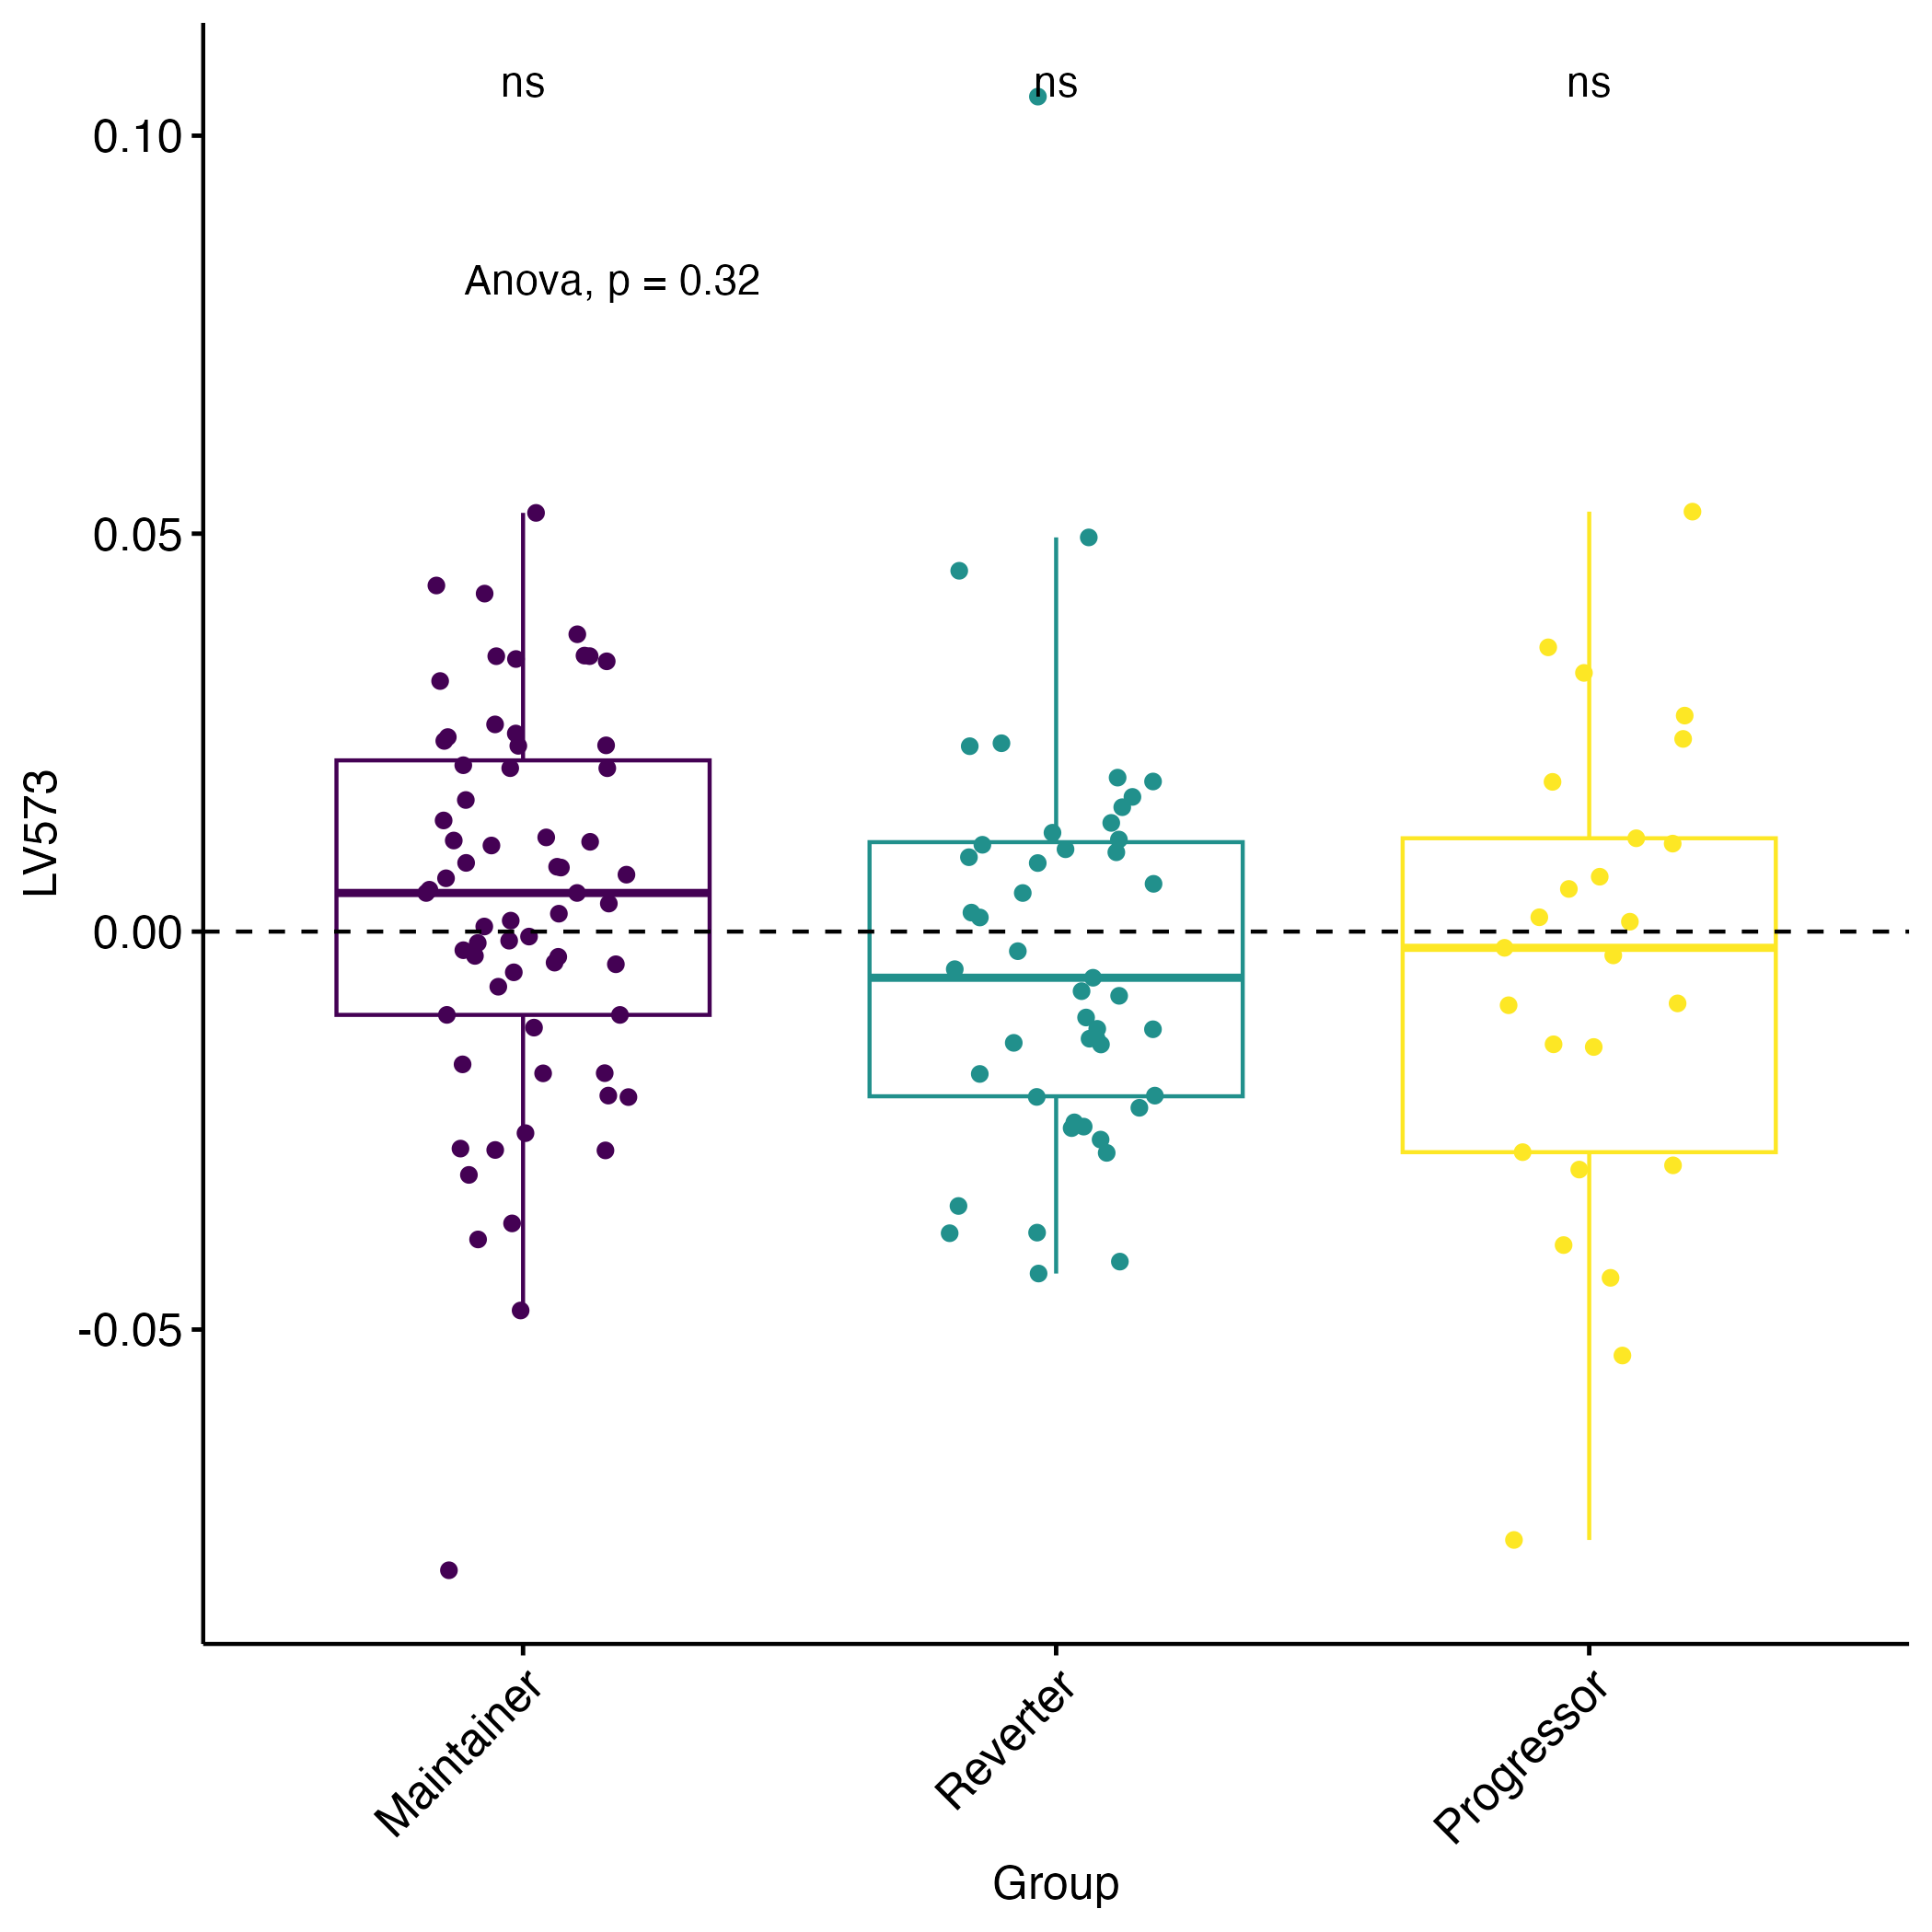 ns ns ns
0.10
Anova, p = 0.32
0.05
LV573
0.00
-0.05
Maintainer Reverter Progressor
Group